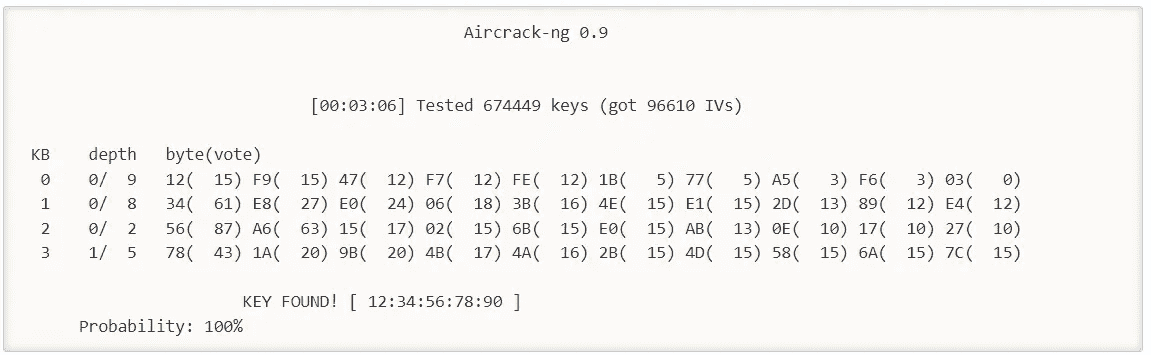 Aircrack-ng 0.9
[00:03:06] Tested 674449 keys (got 96610 IVs)
KB    depth   byte(vote)
0    0/  9   12(  15) F9(  15) 47(  12) F7(  12) FE(  12) 1B(   5) 77(   5) A5(   3) F6(   3) 03(   0)
1    0/  8   34(  61) E8(  27) E0(  24) 06(  18) 3B(  16) 4E(  15) E1(  15) 2D(  13) 89(  12) E4(  12)
2    0/  2   56(  87) A6(  63) 15(  17) 02(  15) 6B(  15) E0(  15) AB(  13) 0E(  10) 17(  10) 27(  10)
3    1/  5   78(  43) 1A(  20) 9B(  20) 4B(  17) 4A(  16) 2B(  15) 4D(  15) 58(  15) 6A(  15) 7C(  15)
KEY FOUND! [ 12:34:56:78:90 ]
Probability: 100%